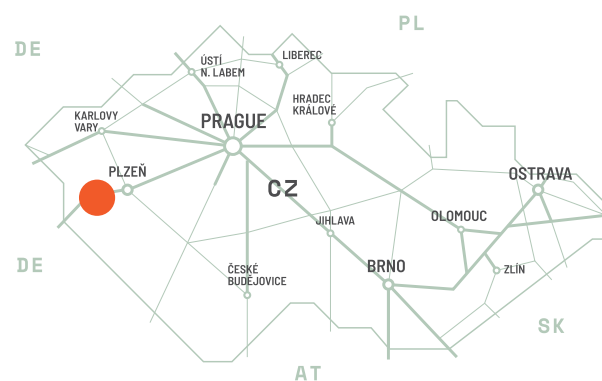 PL
DE
ÚSTÍ
N. LABEM
LIBEREC
HRADEC
KRÁLOVÉ
KARLOVY
VARY
PRAGUE
PLZEŇ
CZ
OSTRAVA
JIHLAVA
OLOMOUC
DE
ČESKÉ
BUDĚJOVICE
BRNO
ZLÍN
SK
AT